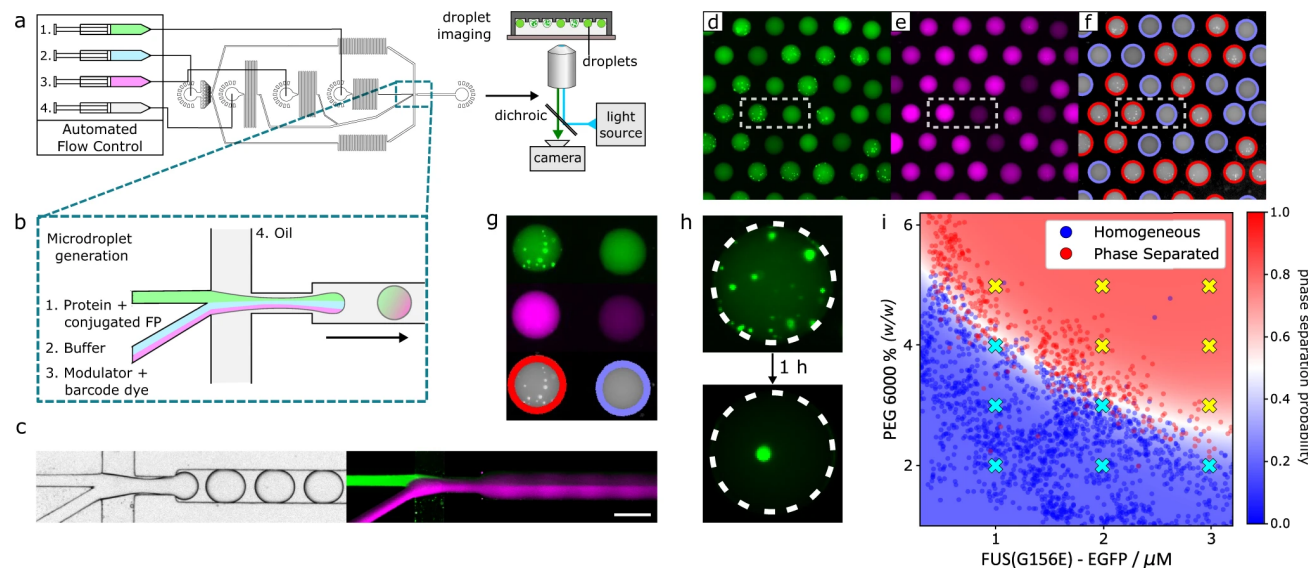 a
1.
2.
3.
4.
Automated
Flow Control
droplet
imaging
droplets
dichroic
light
source
camera
b
Microdroplet
generation
4. Oil
1. Protein +
conjugated FP
2. Buffer
3. Modulator +
barcode dye
c
d
e
f
g
h
1 h
i
Homogeneous
Phase Separated
6
4
2
PEG 6000 % (w/w)
1
2
3
FUS(G156E) - EGFP / μM
1.0
0.8
0.6
0.4
0.2
0.0
phase separation probability